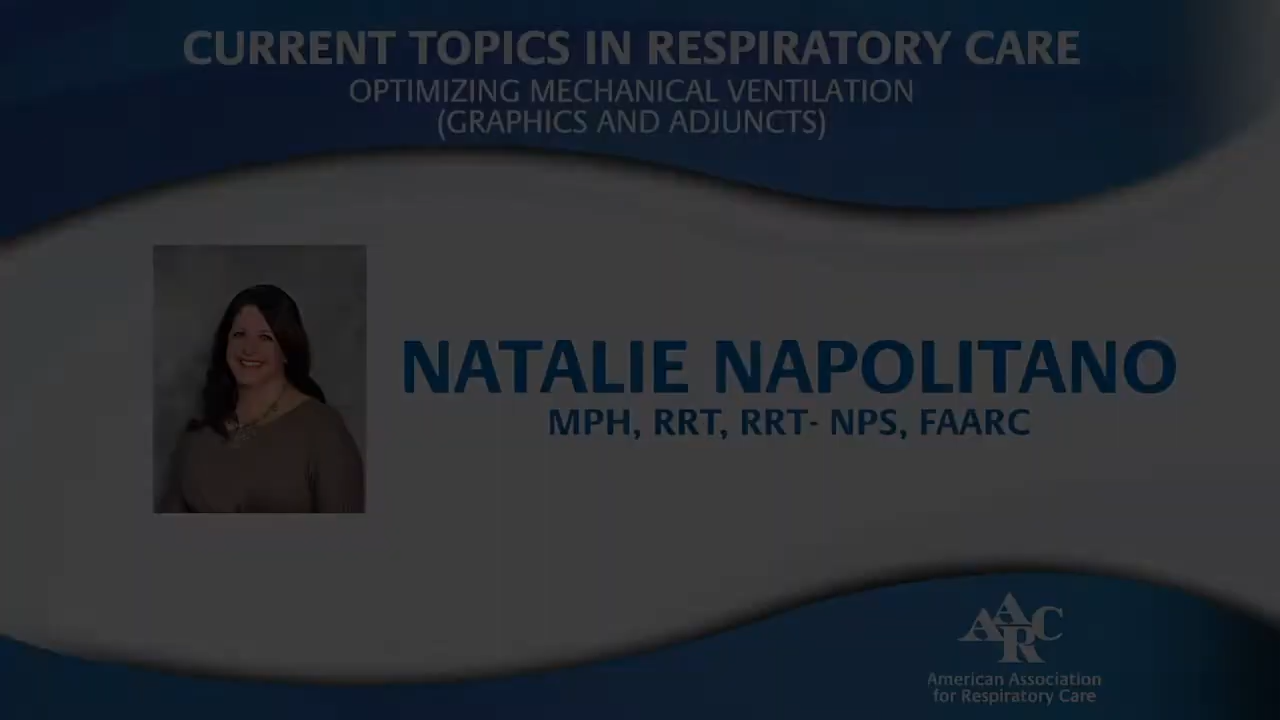 CURRENT TOPICS IN RESPIRATORY CARE
OPTIMIZING MECHANICAL VENTILATION
(GRAPHICS AND ADJUNCTS)
NATALIE NAPOLITANO
MPH, RRT, RRT- NPS, FAARC
AARC
American Association
for Respiratory Care